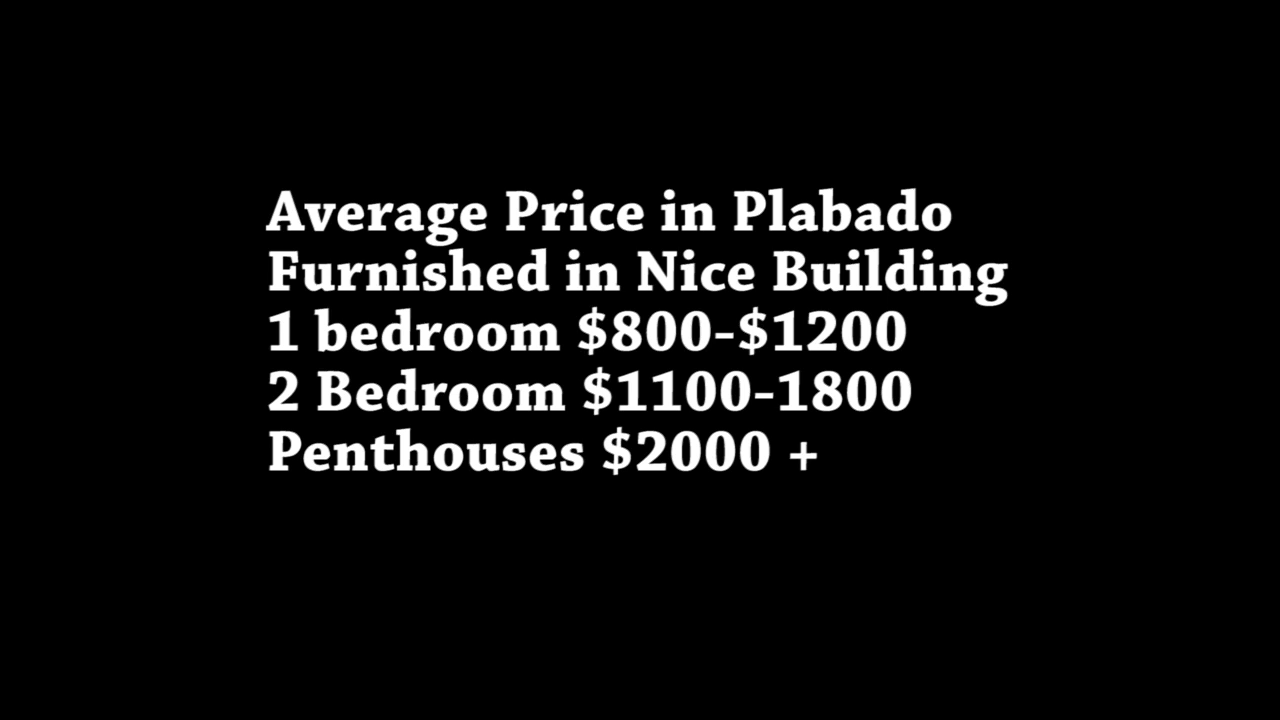 Average Price in Plabado
Furnished in Nice Building
1 bedroom $800-$1200
2 Bedroom $1100-1800
Penthouses $2000 +